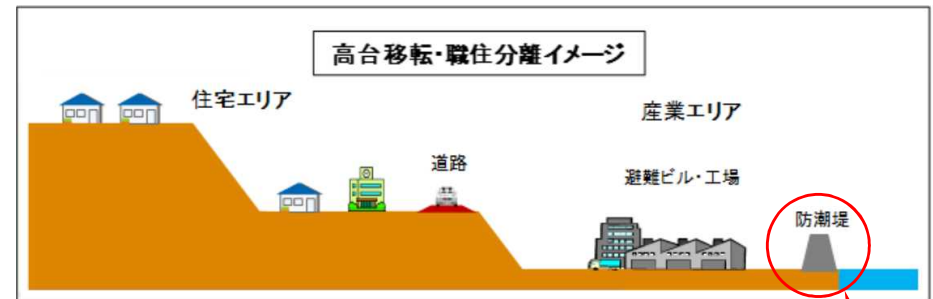 高台移転・職住分離イメージ
住宅エリア
産業エリア
道路
避難ビル・工場
防潮堤